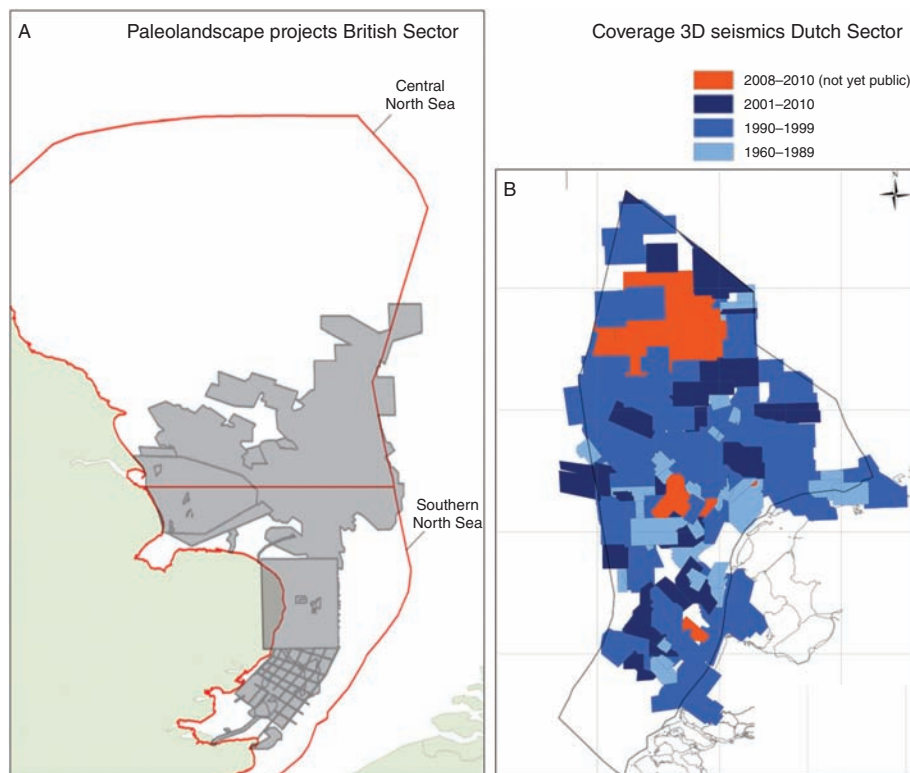 A
Paleolandscape projects British Sector
Central
North Sea
Southern
North Sea
Coverage 3D seismics Dutch Sector
2008–2010 (not yet public)
2001–2010
1990–1999
1960–1989
B
N